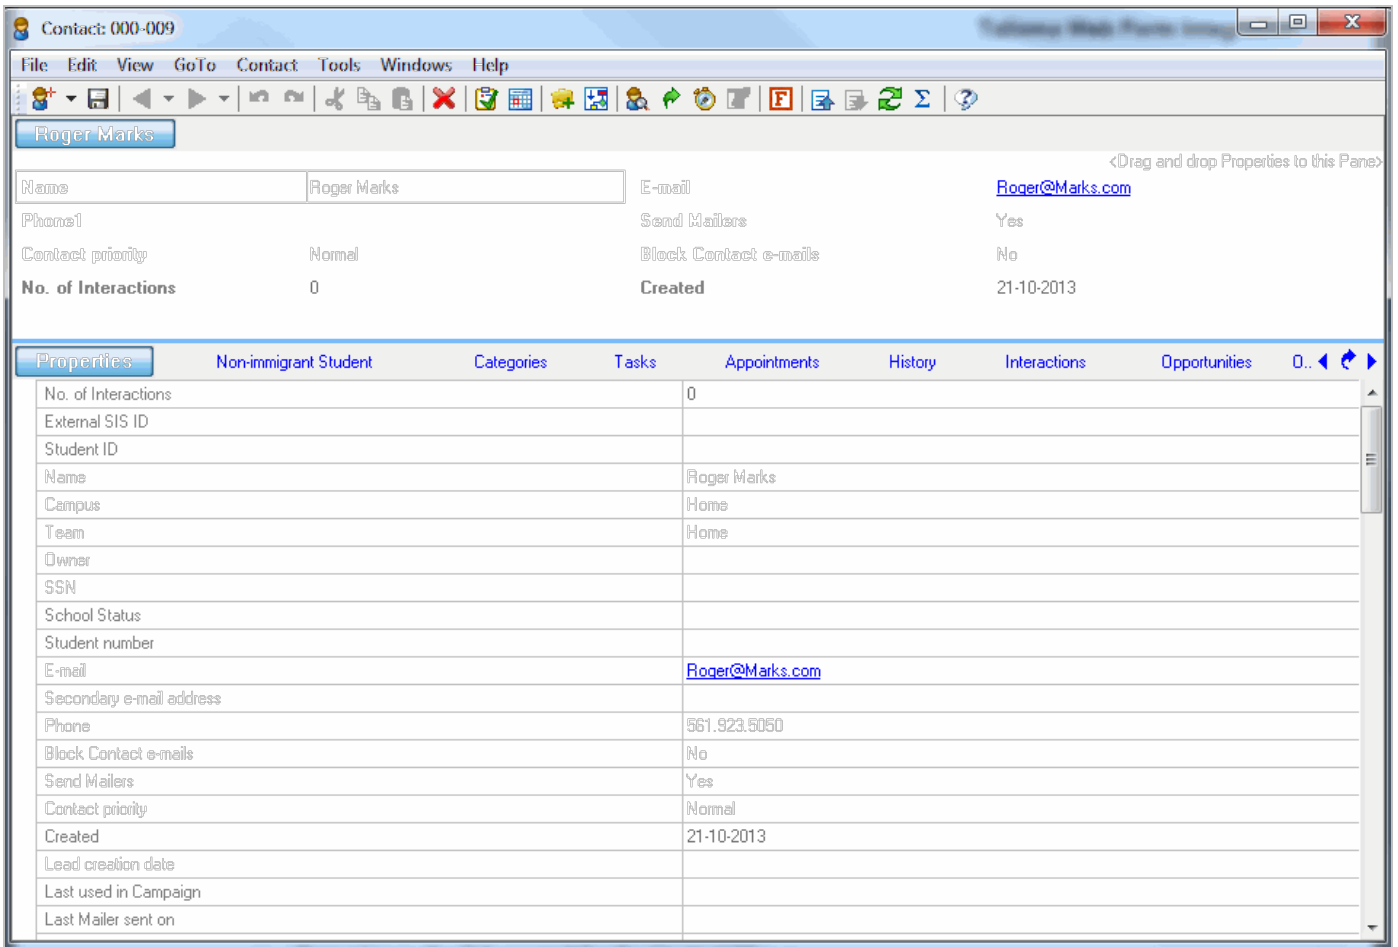 Contact: 000-009
File Edit View GoTo Contact Tools Windows Help
F Σ ?
Roger Marks
<Drag and drop Properties to this Pane>
Name Roger Marks E-mail Roger@Marks.com
Phone1 Send Mailers Yes
Contact priority Normal Block Contact e-mails No
No. of Interactions 0 Created 21-10-2013
Properties Non-immigrant Student Categories Tasks Appointments History Interactions Opportunities O..
No. of Interactions 0
External SIS ID
Student ID
Name Roger Marks
Campus Home
Team Home
Owner
SSN
School Status
Student number
E-mail Roger@Marks.com
Secondary e-mail address
Phone 561.923.5050
Block Contact e-mails No
Send Mailers Yes
Contact priority Normal
Created 21-10-2013
Lead creation date
Last used in Campaign
Last Mailer sent on